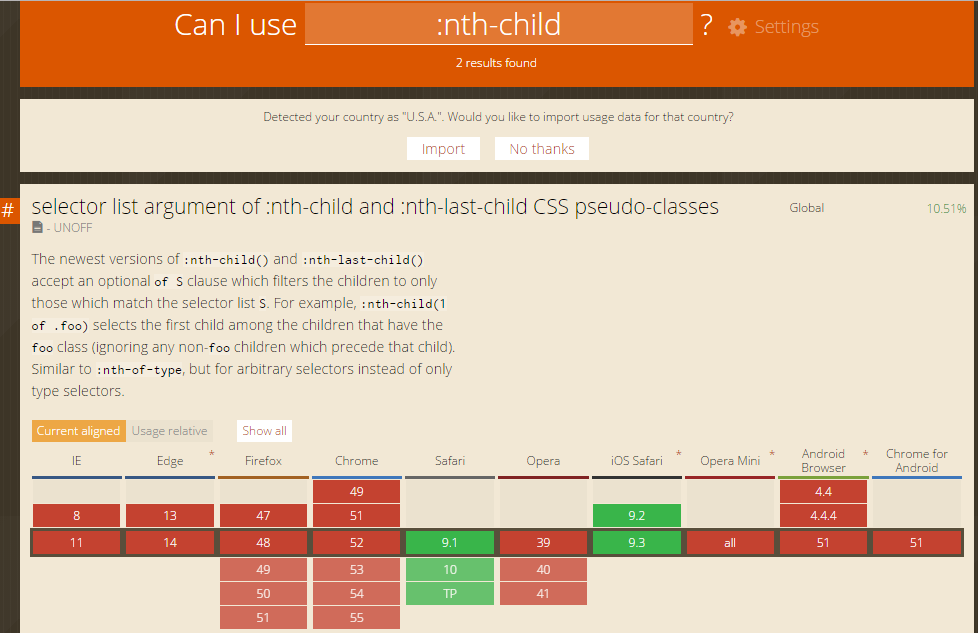 Can I use :nth-child ? Settings
2 results found
Detected your country as "U.S.A.". Would you like to import usage data for that country?
Import No thanks
#
selector list argument of :nth-child and :nth-last-child CSS pseudo-classes Global 10.51%
- UNOFF
The newest versions of :nth-child() and :nth-last-child()
accept an optional of S clause which filters the children to only
those which match the selector list S. For example, :nth-child(1
of .foo) selects the first child among the children that have the
foo class (ignoring any non-foo children which precede that child).
Similar to :nth-of-type, but for arbitrary selectors instead of only
type selectors.
Current aligned Usage relative Show all
IE Edge * Firefox Chrome Safari Opera iOS Safari * Opera Mini * Android Browser * Chrome for Android
49 4.4
8 13 47 51 9.2 4.4.4
11 14 48 52 9.1 39 9.3 all 51 51
49 53 10 40
50 54 TP 41
51 55